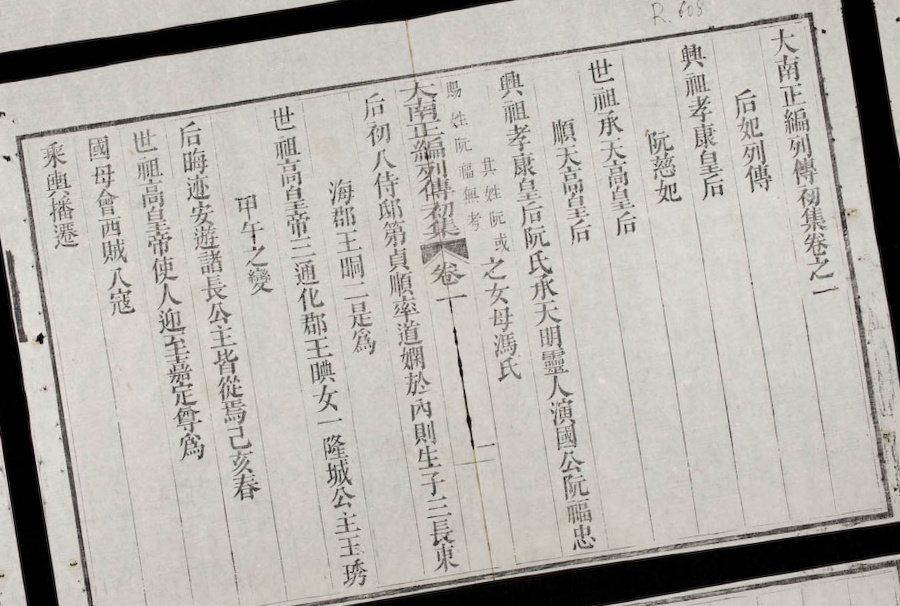 R.608
大南正編列傳初集卷之一
后妃列傳
興祖孝康皇后
阮慈妃
世祖承天高皇后
順天高皇后
興祖孝康皇后阮氏承天明靈人演國公阮福忠
其姓阮或
賜姓阮福無考
之女母馮氏
大南正編列傳初集 卷一 一
后初入侍邸第貞順率道嫻於內則生子三長東
海郡王晍二是爲
世祖高皇帝三通化郡王晪女一隆城公主玉琇
甲午之變
后晦迹安遊諸長公主皆從焉己亥春
世祖高皇帝使人迎至嘉定尊爲
國母會西賊入寇
乘輿播遷